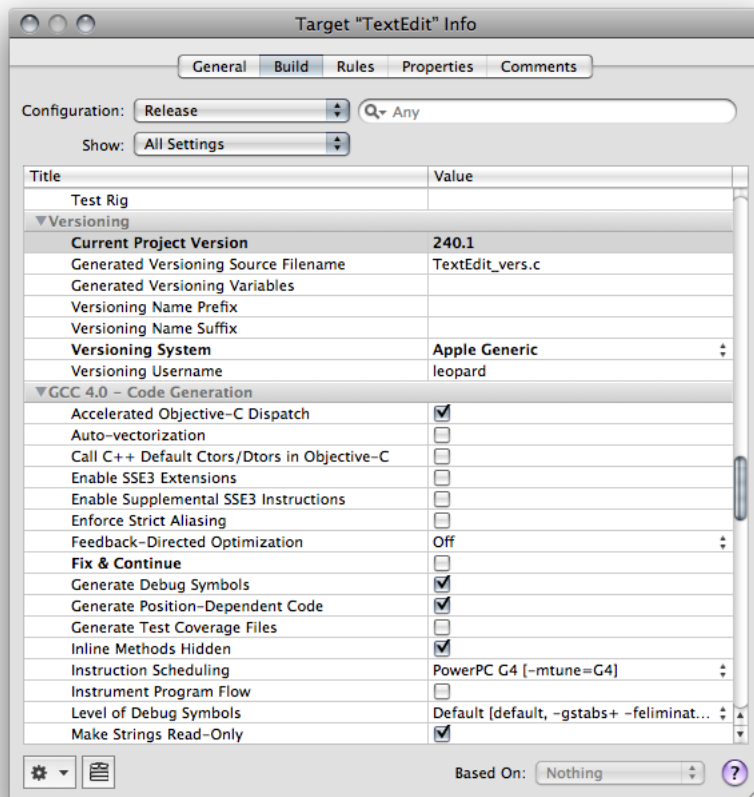 Target “TextEdit” Info
General Build Rules Properties Comments
Configuration: Release Any
Show: All Settings
Title Value
Test Rig
Versioning
Current Project Version 240.1
Generated Versioning Source Filename TextEdit_vers.c
Generated Versioning Variables
Versioning Name Prefix
Versioning Name Suffix
Versioning System Apple Generic
Versioning Username leopard
GCC 4.0 – Code Generation
Accelerated Objective-C Dispatch
Auto-vectorization
Call C++ Default Ctors/Dtors in Objective-C
Enable SSE3 Extensions
Enable Supplemental SSE3 Instructions
Enforce Strict Aliasing
Feedback-Directed Optimization Off
Fix & Continue
Generate Debug Symbols
Generate Position-Dependent Code
Generate Test Coverage Files
Inline Methods Hidden
Instruction Scheduling PowerPC G4 [-mtune=G4]
Instrument Program Flow
Level of Debug Symbols Default [default, -gstabs+ -feliminat...
Make Strings Read-Only
Based On: Nothing ?